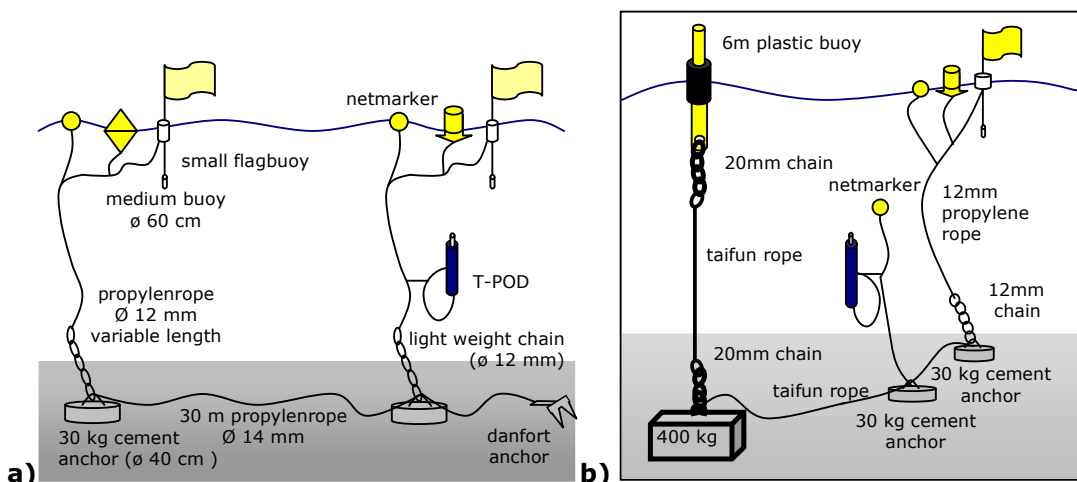 netmarker
small flagbuoy
medium buoy
ø 60 cm
T-POD
propylenrope
Ø 12 mm
variable length
light weight chain
(ø 12 mm)
30 m propylenrope
Ø 14 mm
30 kg cement
anchor (ø 40 cm )
danfort
anchor
a)
6m plastic buoy
20mm chain
netmarker
12mm
propylene
rope
taifun rope
12mm
chain
20mm chain
taifun rope
30 kg cement
anchor
30 kg cement
anchor
400 kg
b)